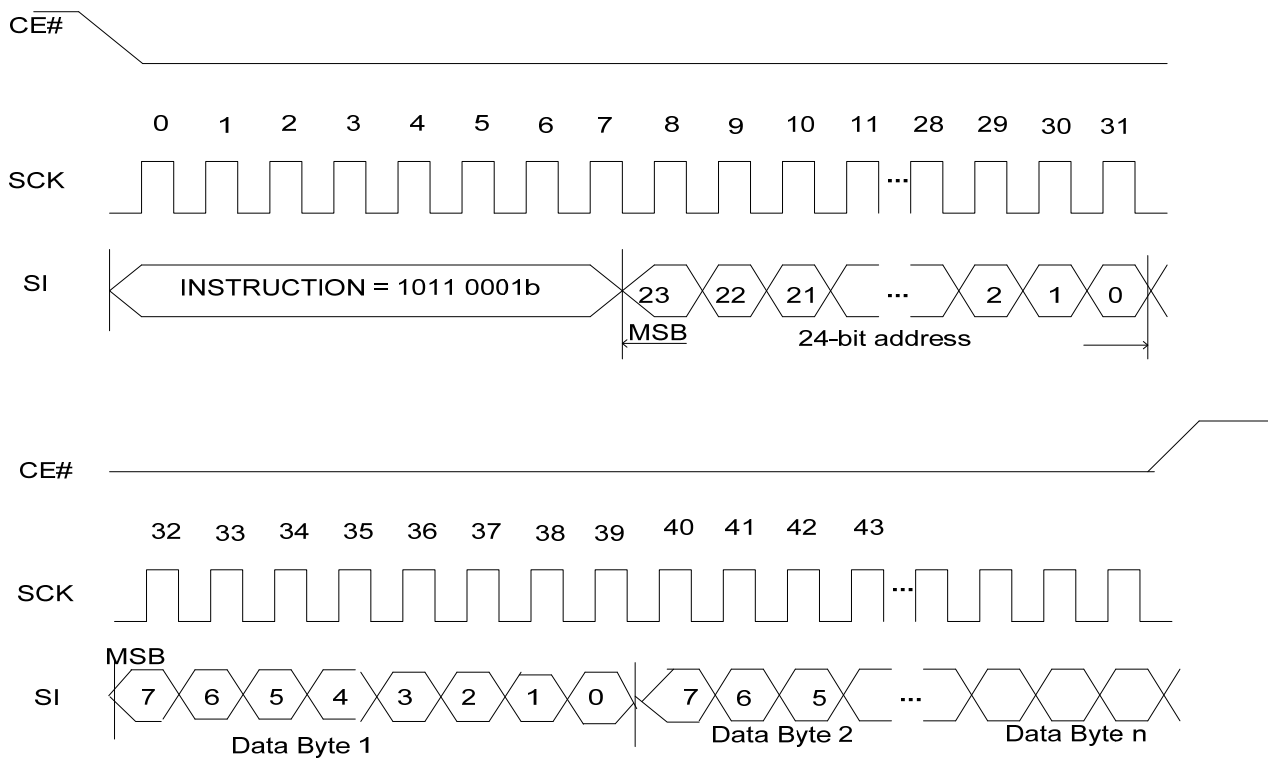 CE#
0 1 2 3 4 5 6 7 8 9 10 11 28 29 30 31
SCK
...
SI
INSTRUCTION = 1011 0001b
23 22 21 ... 2 1 0
MSB
24-bit address
CE#
32 33 34 35 36 37 38 39 40 41 42 43
SCK
...
MSB
SI
7 6 5 4 3 2 1 0 7 6 5 ...
Data Byte 1
Data Byte 2
Data Byte n